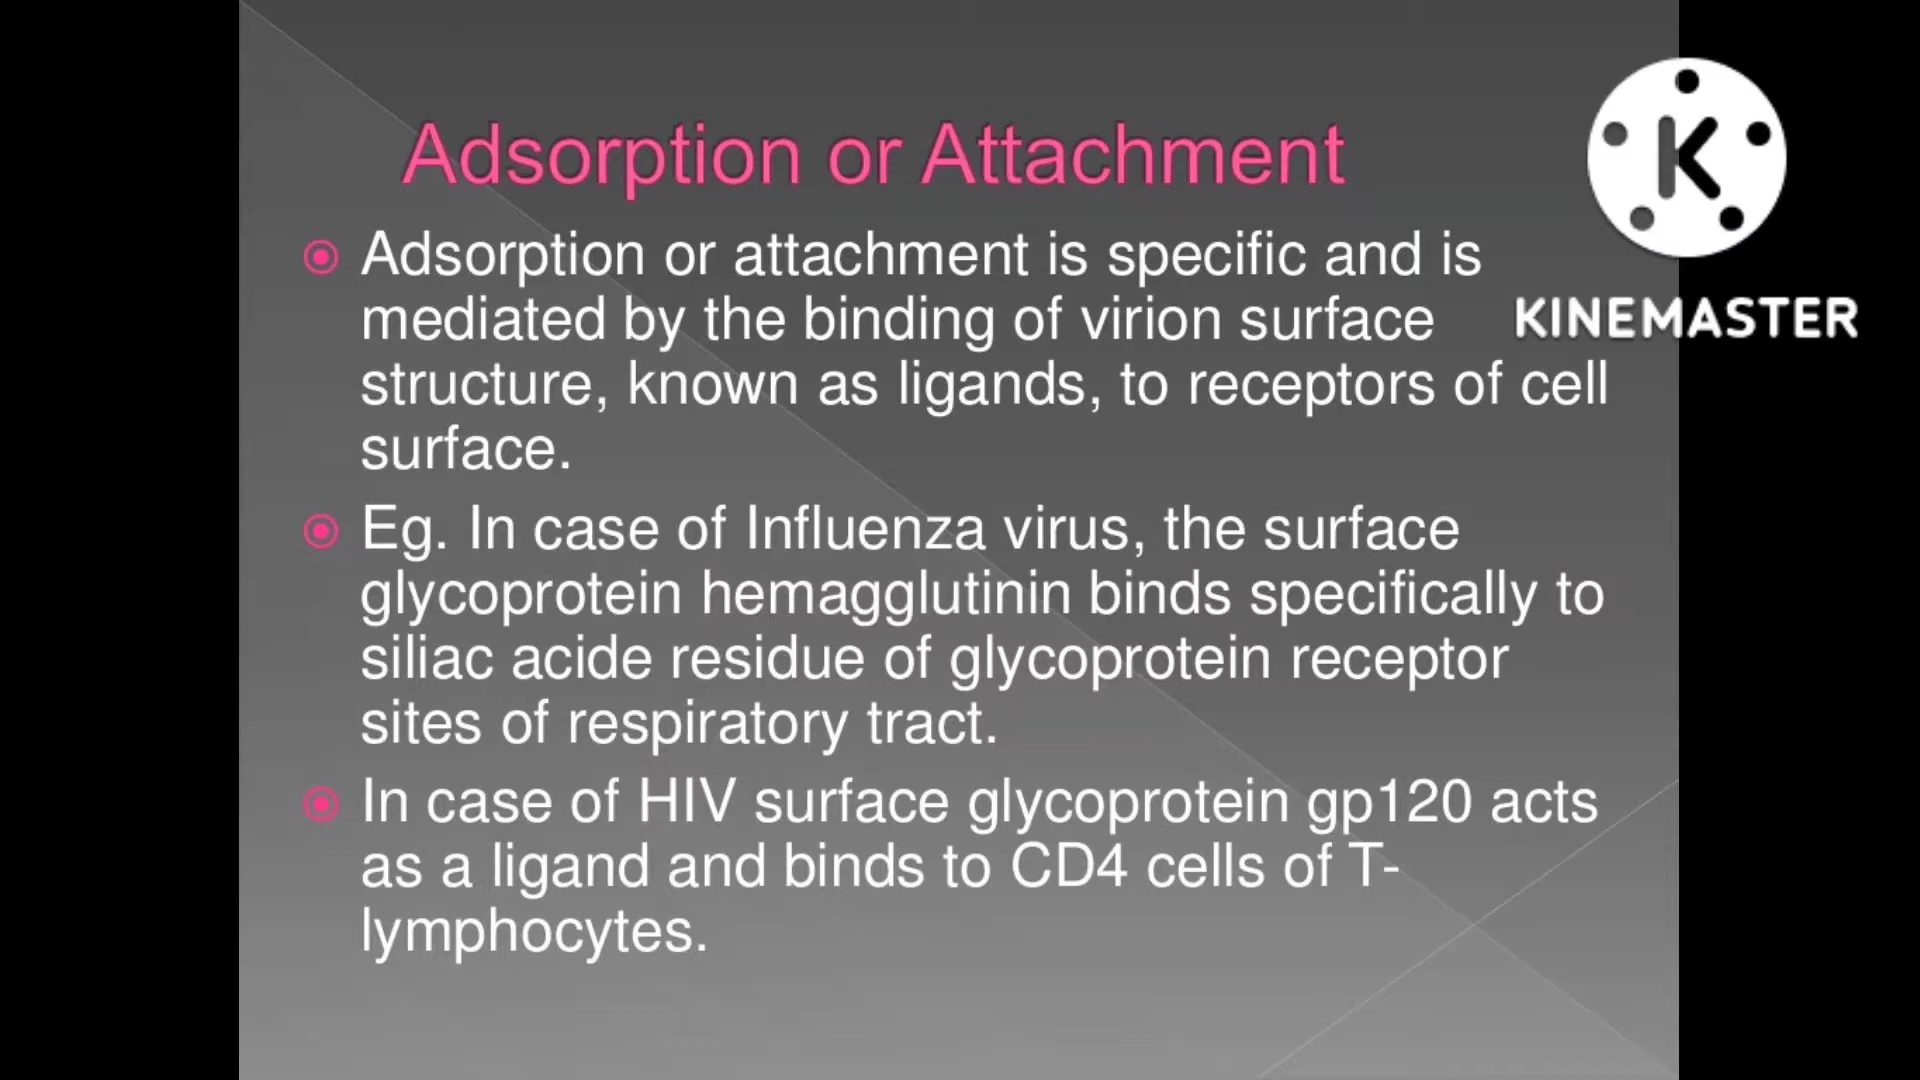 Adsorption or Attachment
Adsorption or attachment is specific and is
mediated by the binding of virion surface
structure, known as ligands, to receptors of cell
surface.
Eg. In case of Influenza virus, the surface
glycoprotein hemagglutinin binds specifically to
siliac acide residue of glycoprotein receptor
sites of respiratory tract.
In case of HIV surface glycoprotein gp120 acts
as a ligand and binds to CD4 cells of T-
lymphocytes.
K
KINEMASTER